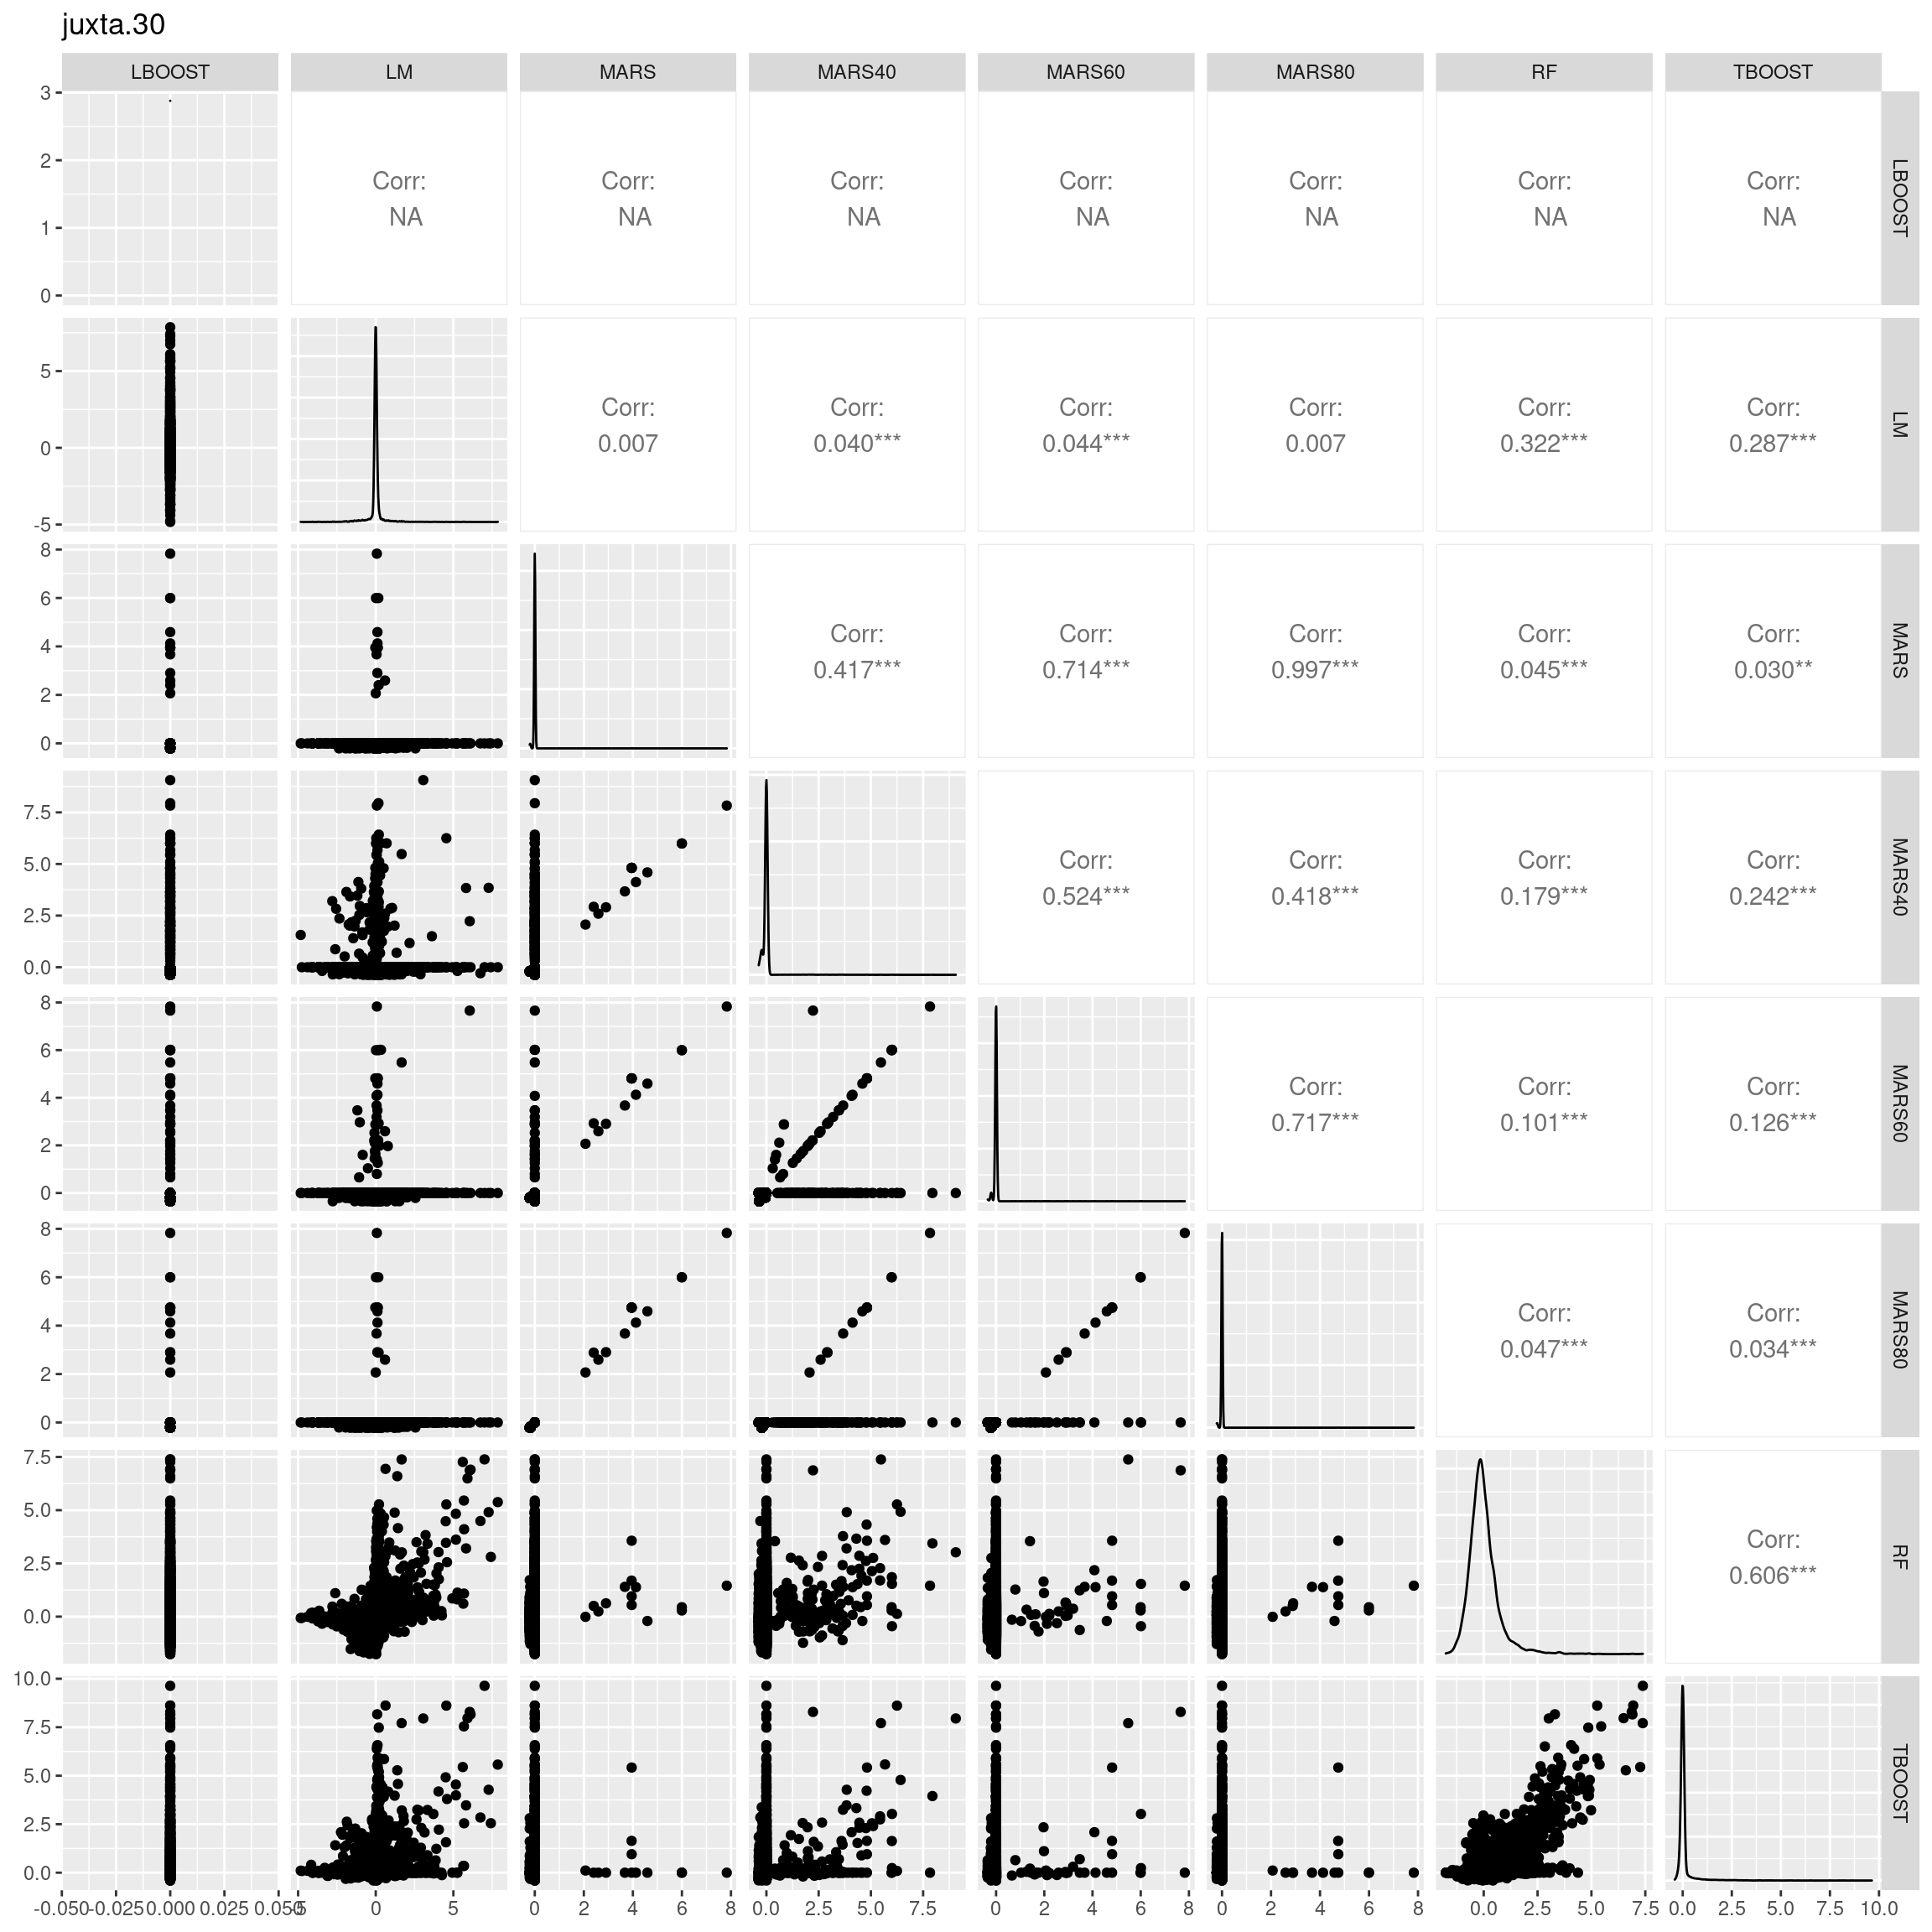 juxta.30
LBOOST LM MARS MARS40 MARS60 MARS80 RF TBOOST
3
2
1
0
Corr: Corr: Corr: Corr: Corr: Corr: Corr:
NA NA NA NA NA NA NA
LBOOST
5
0
-5
Corr: Corr: Corr: Corr: Corr: Corr:
0.007 0.040*** 0.044*** 0.007 0.322*** 0.287***
LM
8
6
4
2
0
Corr: Corr: Corr: Corr: Corr:
0.417*** 0.714*** 0.997*** 0.045*** 0.030**
MARS
7.5
5.0
2.5
0.0
Corr: Corr: Corr: Corr:
0.524*** 0.418*** 0.179*** 0.242***
MARS40
8
6
4
2
0
Corr: Corr: Corr:
0.717*** 0.101*** 0.126***
MARS60
8
6
4
2
0
Corr: Corr:
0.047*** 0.034***
MARS80
7.5
5.0
2.5
0.0
Corr:
0.606***
RF
10.0
7.5
5.0
2.5
0.0
TBOOST
-0.050 -0.025 0.000 0.025 0.050 -5 0 5 0 2 4 6 8 0.0 2.5 5.0 7.5 0 2 4 6 8 0 2 4 6 8 0.0 2.5 5.0 7.5 0.0 2.5 5.0 7.5 10.0